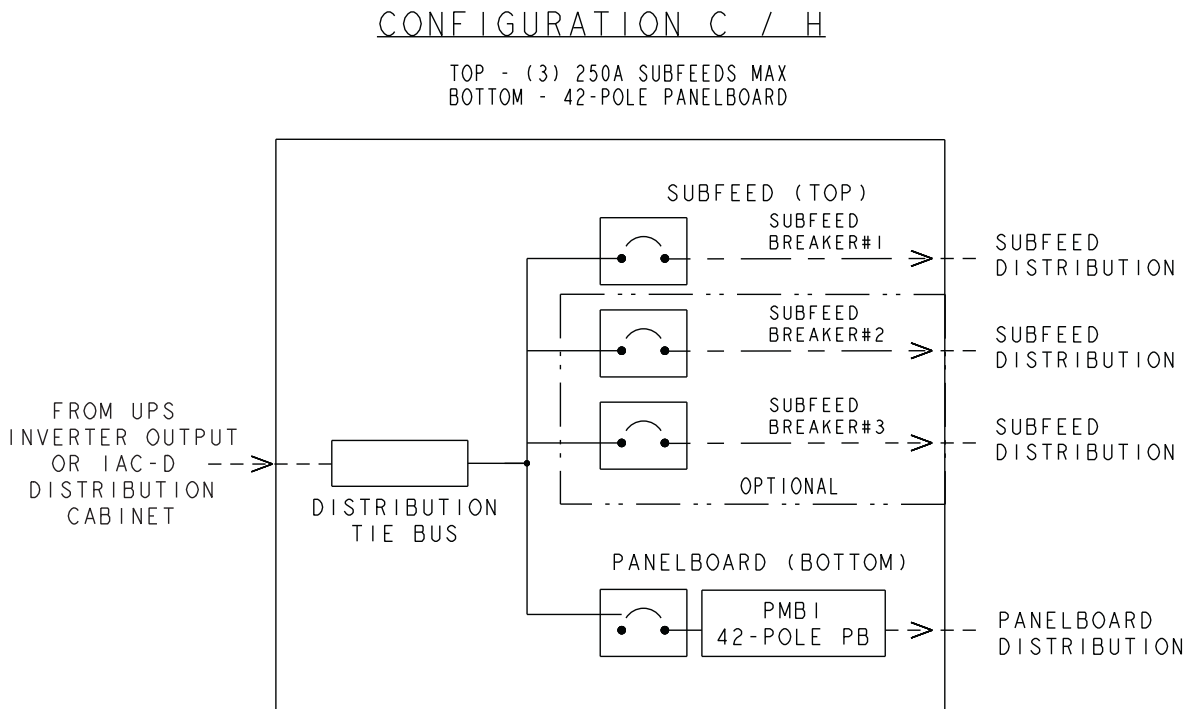 CONFIGURATION C / H
TOP - (3) 250A SUBFEEDS MAX
BOTTOM - 42-POLE PANELBOARD
SUBFEED (TOP)
SUBFEED
BREAKER#1
SUBFEED
DISTRIBUTION
SUBFEED
BREAKER#2
SUBFEED
DISTRIBUTION
SUBFEED
BREAKER#3
SUBFEED
DISTRIBUTION
OPTIONAL
FROM UPS
INVERTER OUTPUT
OR IAC-D
DISTRIBUTION
CABINET
DISTRIBUTION
TIE BUS
PANELBOARD (BOTTOM)
PMB1
42-POLE PB
PANELBOARD
DISTRIBUTION